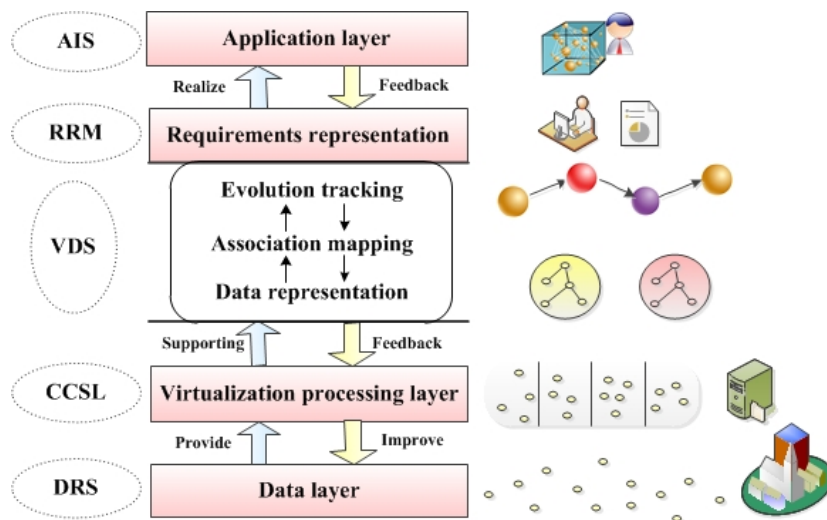 AIS
Application layer
Realize
Feedback
RRM
Requirements representation
Evolution tracking
VDS
Association mapping
Data representation
Supporting
Feedback
CCSL
Virtualization processing layer
Provide
Improve
DRS
Data layer